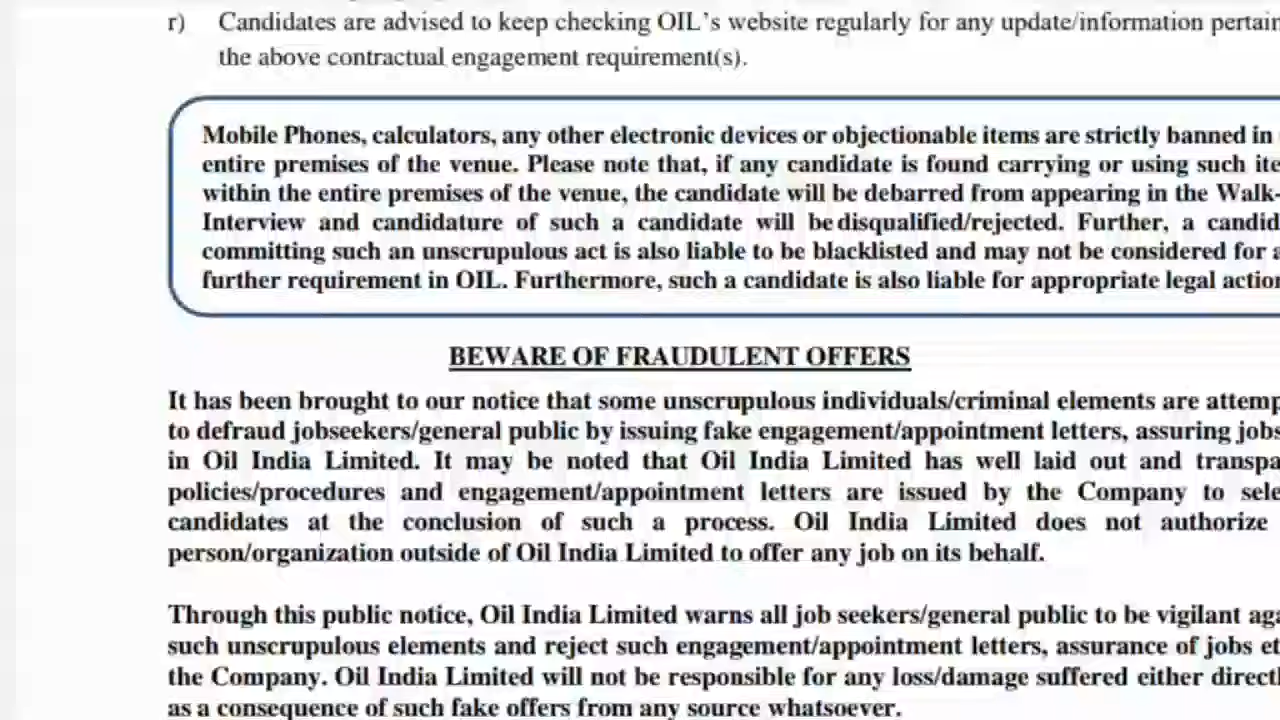 r) Candidates are advised to keep checking OIL's website regularly for any update/information
the above contractual engagement requirement(s).
Mobile Phones, calculators, any other electronic devices or objectionable items are strictly banned in
entire premises of the venue. Please note that, if any candidate is found carrying or using such
within the entire premises of the venue, the candidate will be debarred from appearing in the Walk-
Interview and candidature of such a candidate will be disqualified/rejected. Further, a
committing such an unscrupulous act is also liable to be blacklisted and may not be considered for
further requirement in OIL. Furthermore, such a candidate is also liable for appropriate legal
BEWARE OF FRAUDULENT OFFERS
It has been brought to our notice that some unscrupulous individuals/criminal elements are
to defraud jobseekers/general public by issuing fake engagement/appointment letters, assuring jobs
in Oil India Limited. It may be noted that Oil India Limited has well laid out and
policies/procedures and engagement/appointment letters are issued by the Company to
candidates at the conclusion of such a process. Oil India Limited does not authorize
person/organization outside of Oil India Limited to offer any job on its behalf.
Through this public notice, Oil India Limited warns all job seekers/general public to be vigilant
such unscrupulous elements and reject such engagement/appointment letters, assurance of jobs
the Company. Oil India Limited will not be responsible for any loss/damage suffered either
as a consequence of such fake offers from any source whatsoever.